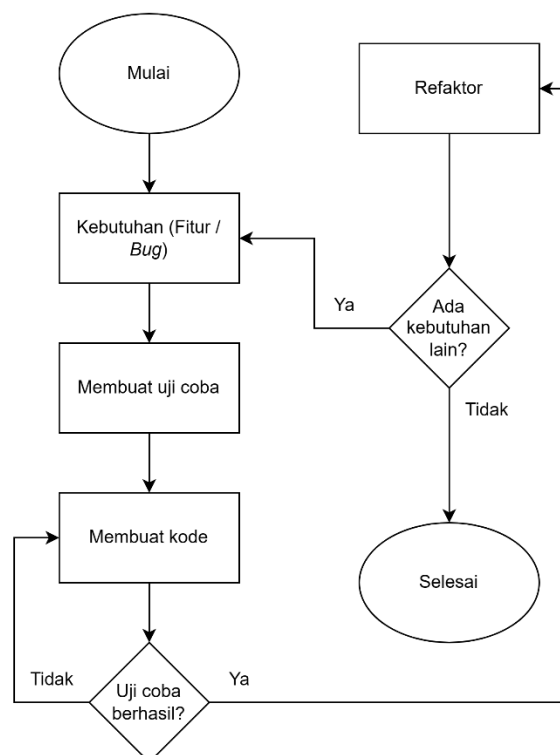 Mulai
Kebutuhan (Fitur /
Bug)
Membuat uji coba
Membuat kode
Uji coba
berhasil?
Tidak
Ya
Refaktor
Ada
kebutuhan
lain?
Ya
Tidak
Selesai